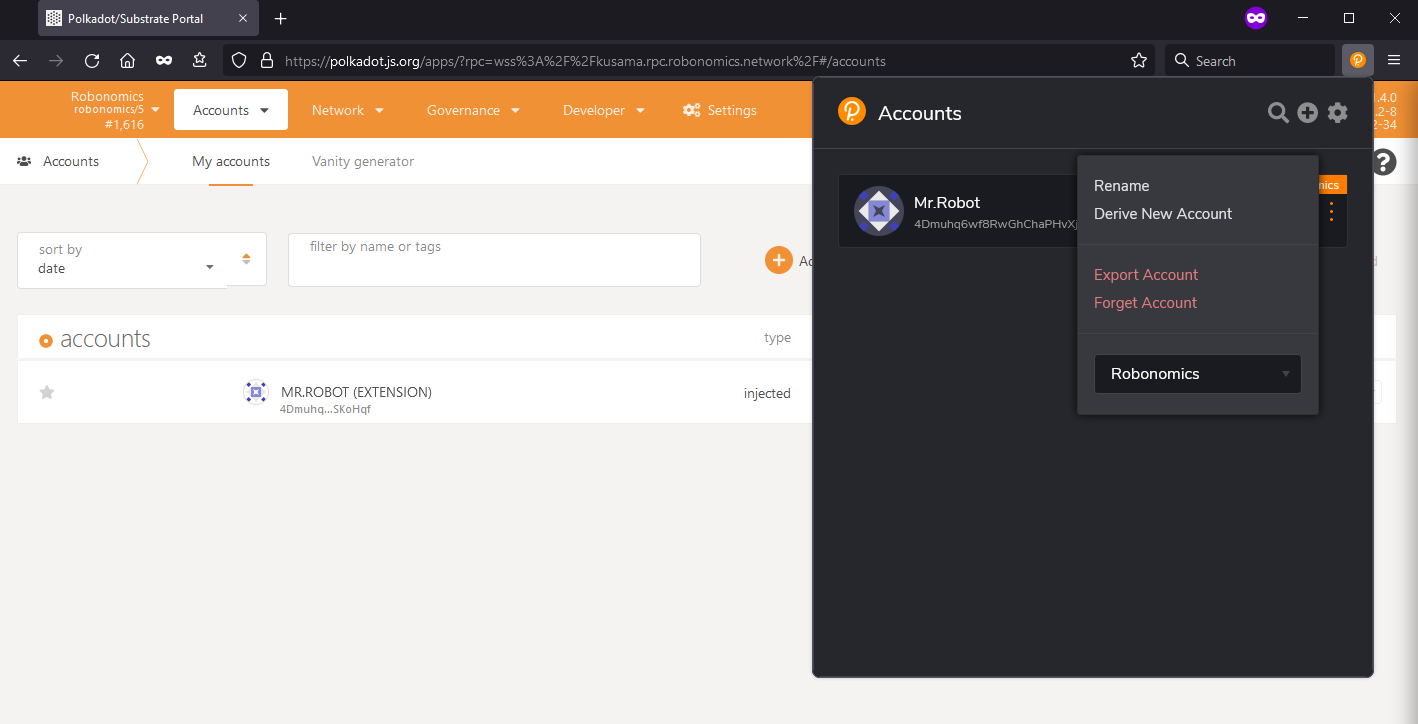 Polkadot/Substrate Portal
https://polkadot.js.org/apps/?rpc=wss%3A%2F%2Fkusama.rpc.robonomics.network%2F#/accounts
Search
Robonomics
robonomics/5
#1,616
Accounts
Network
Governance
Developer
Settings
1.4.0
.2-8
2-34
Accounts
My accounts
Vanity generator
sort by
date
filter by name or tags
accounts
type
MR.ROBOT (EXTENSION)
4Dmuhq...SKoHqf
injected
Accounts
Mr.Robot
4Dmuhq6wf8RwGhChaPHvXj
Rename
Derive New Account
Export Account
Forget Account
Robonomics